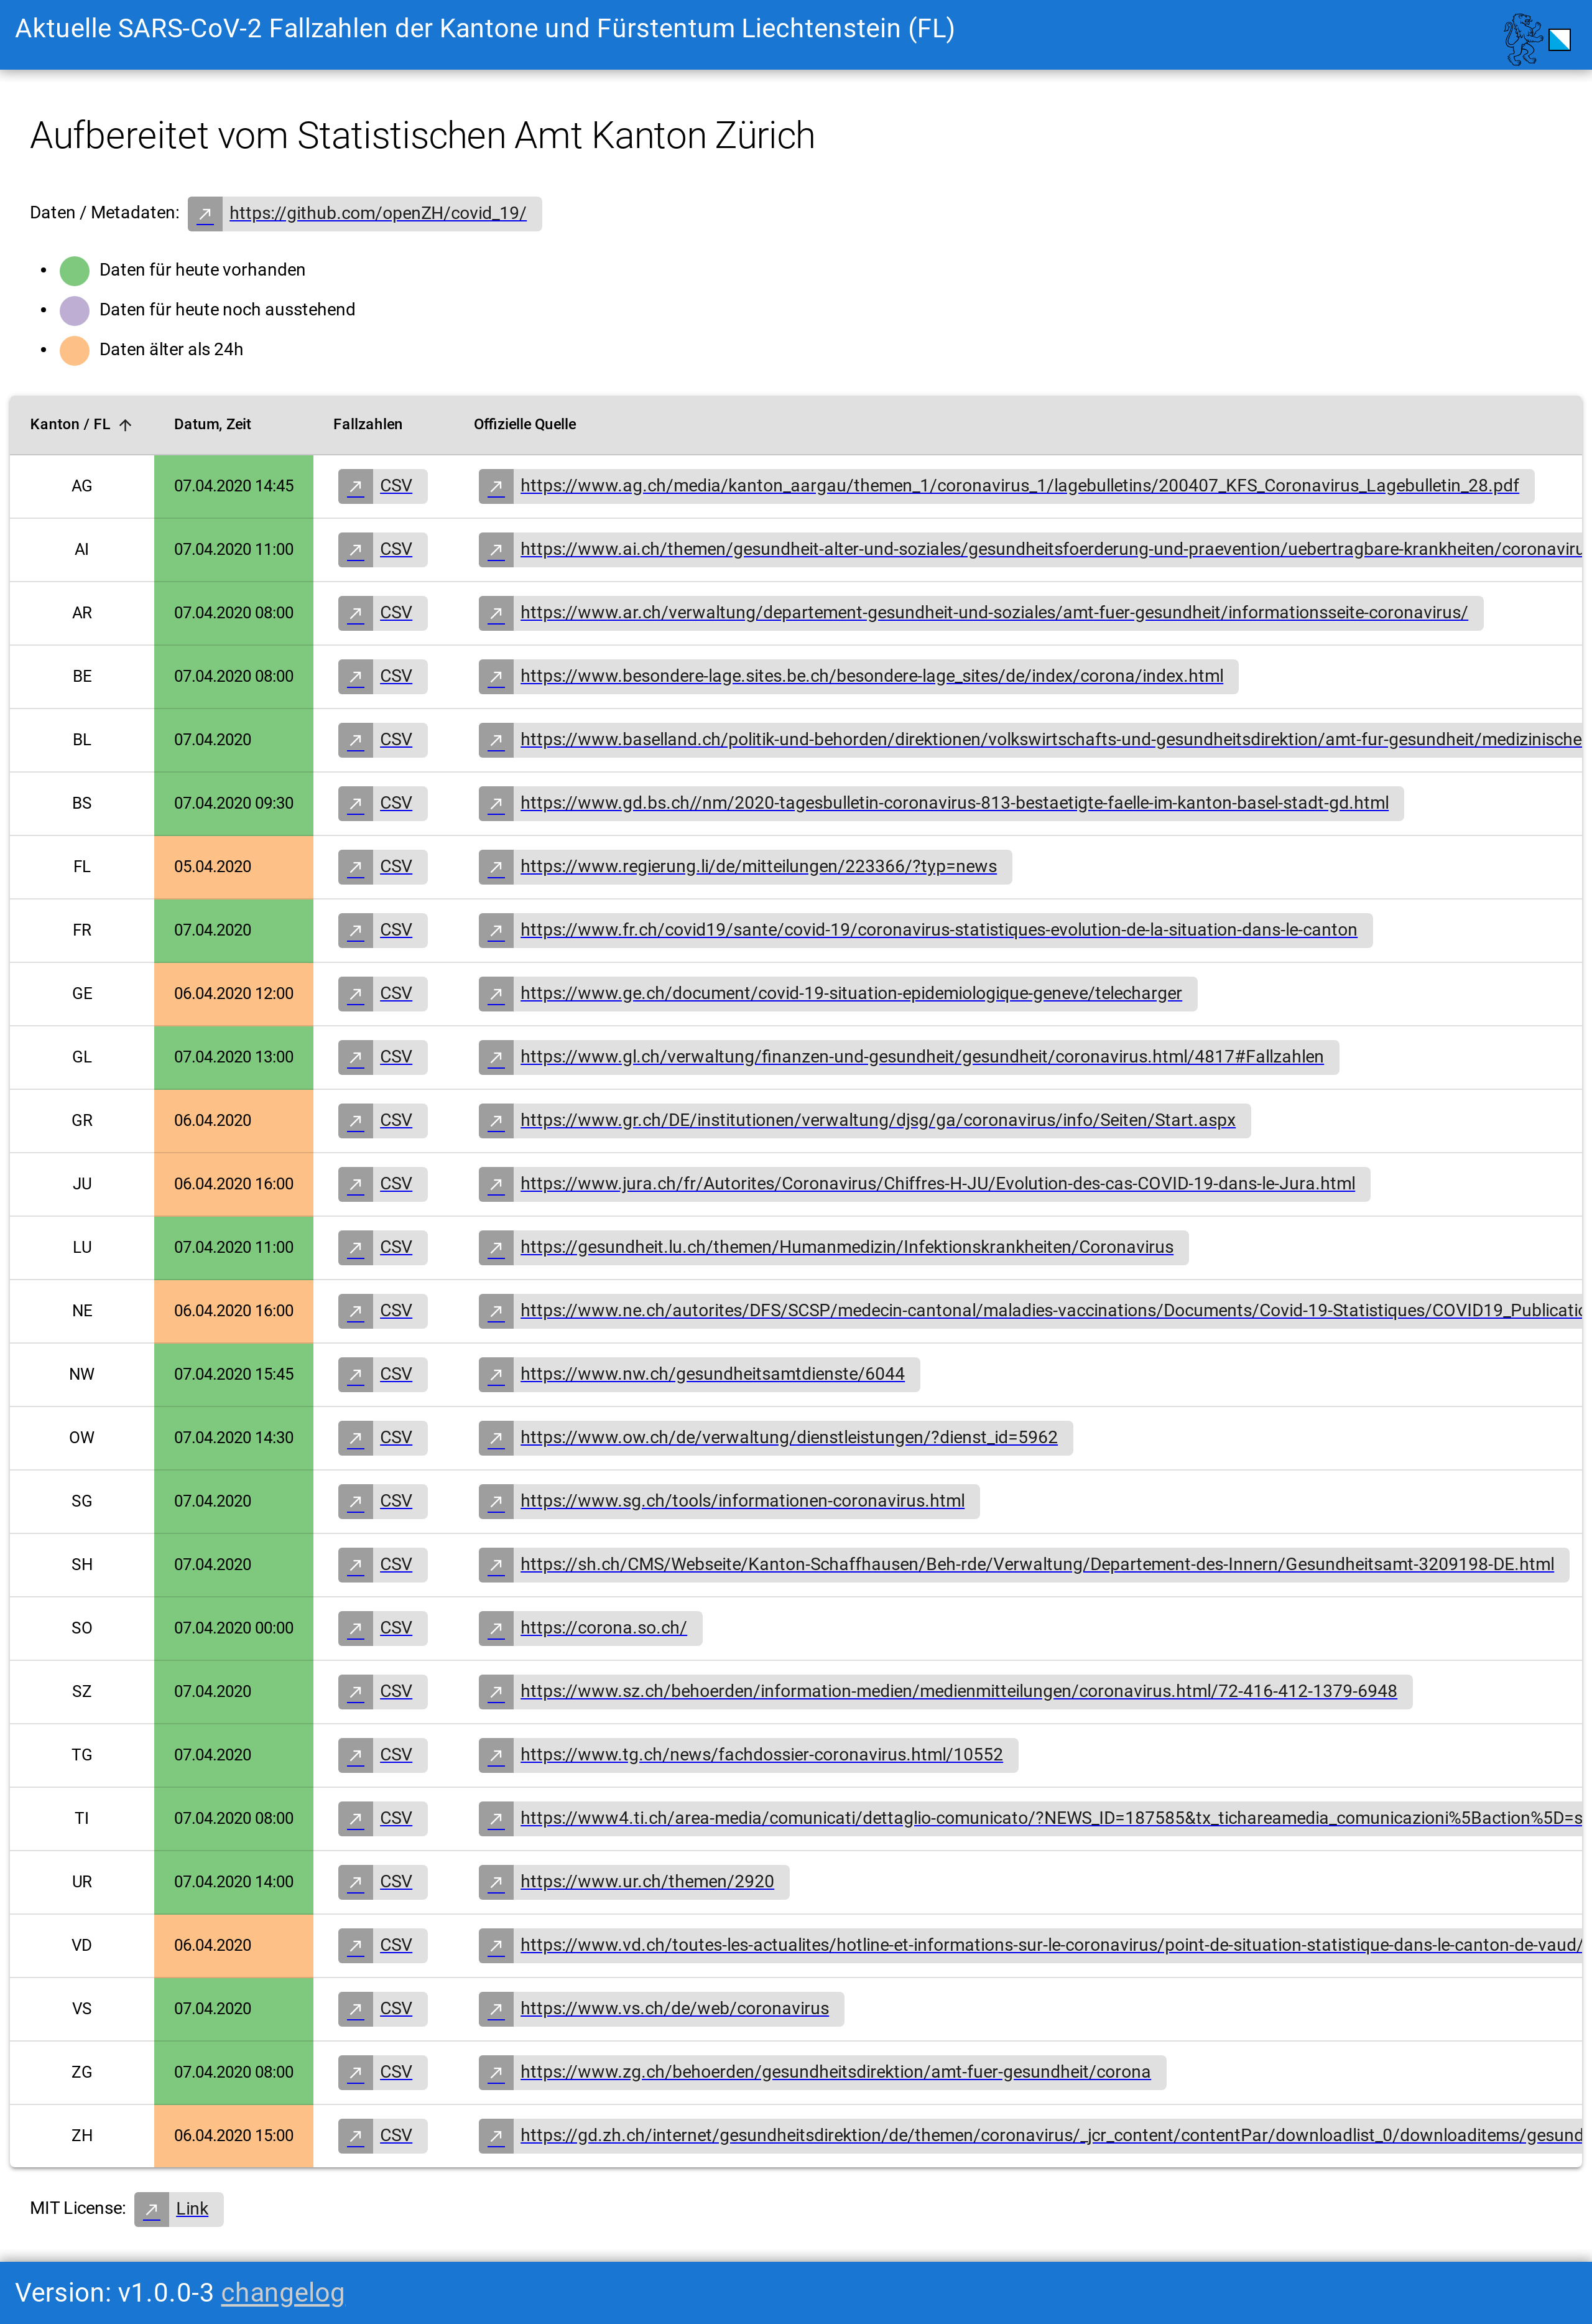 Aktuelle SARS-CoV-2 Fallzahlen der Kantone und Fürstentum Liechtenstein (FL)
Aufbereitet vom Statistischen Amt Kanton Zürich
Daten / Metadaten: https://github.com/openZH/covid_19/
Daten für heute vorhanden
Daten für heute noch ausstehend
Daten älter als 24h
Kanton / FL Datum, Zeit Fallzahlen Offizielle Quelle
AG 07.04.2020 14:45 CSV https://www.ag.ch/media/kanton_aargau/themen_1/coronavirus_1/lagebulletins/200407_KFS_Coronavirus_Lagebulletin_28.pdf
AI 07.04.2020 11:00 CSV https://www.ai.ch/themen/gesundheit-alter-und-soziales/gesundheitsfoerderung-und-praevention/uebertragbare-krankheiten/coronaviru
AR 07.04.2020 08:00 CSV https://www.ar.ch/verwaltung/departement-gesundheit-und-soziales/amt-fuer-gesundheit/informationsseite-coronavirus/
BE 07.04.2020 08:00 CSV https://www.besondere-lage.sites.be.ch/besondere-lage_sites/de/index/corona/index.html
BL 07.04.2020 CSV https://www.baselland.ch/politik-und-behorden/direktionen/volkswirtschafts-und-gesundheitsdirektion/amt-fur-gesundheit/medizinische
BS 07.04.2020 09:30 CSV https://www.gd.bs.ch//nm/2020-tagesbulletin-coronavirus-813-bestaetigte-faelle-im-kanton-basel-stadt-gd.html
FL 05.04.2020 CSV https://www.regierung.li/de/mitteilungen/223366/?typ=news
FR 07.04.2020 CSV https://www.fr.ch/covid19/sante/covid-19/coronavirus-statistiques-evolution-de-la-situation-dans-le-canton
GE 06.04.2020 12:00 CSV https://www.ge.ch/document/covid-19-situation-epidemiologique-geneve/telecharger
GL 07.04.2020 13:00 CSV https://www.gl.ch/verwaltung/finanzen-und-gesundheit/gesundheit/coronavirus.html/4817#Fallzahlen
GR 06.04.2020 CSV https://www.gr.ch/DE/institutionen/verwaltung/djsg/ga/coronavirus/info/Seiten/Start.aspx
JU 06.04.2020 16:00 CSV https://www.jura.ch/fr/Autorites/Coronavirus/Chiffres-H-JU/Evolution-des-cas-COVID-19-dans-le-Jura.html
LU 07.04.2020 11:00 CSV https://gesundheit.lu.ch/themen/Humanmedizin/Infektionskrankheiten/Coronavirus
NE 06.04.2020 16:00 CSV https://www.ne.ch/autorites/DFS/SCSP/medecin-cantonal/maladies-vaccinations/Documents/Covid-19-Statistiques/COVID19_Publicatio
NW 07.04.2020 15:45 CSV https://www.nw.ch/gesundheitsamtdienste/6044
OW 07.04.2020 14:30 CSV https://www.ow.ch/de/verwaltung/dienstleistungen/?dienst_id=5962
SG 07.04.2020 CSV https://www.sg.ch/tools/informationen-coronavirus.html
SH 07.04.2020 CSV https://sh.ch/CMS/Webseite/Kanton-Schaffhausen/Beh-rde/Verwaltung/Departement-des-Innern/Gesundheitsamt-3209198-DE.html
SO 07.04.2020 00:00 CSV https://corona.so.ch/
SZ 07.04.2020 CSV https://www.sz.ch/behoerden/information-medien/medienmitteilungen/coronavirus.html/72-416-412-1379-6948
TG 07.04.2020 CSV https://www.tg.ch/news/fachdossier-coronavirus.html/10552
TI 07.04.2020 08:00 CSV https://www4.ti.ch/area-media/comunicati/dettaglio-comunicato/?NEWS_ID=187585&tx_tichareamedia_comunicazioni%5Baction%5D=s
UR 07.04.2020 14:00 CSV https://www.ur.ch/themen/2920
VD 06.04.2020 CSV https://www.vd.ch/toutes-les-actualites/hotline-et-informations-sur-le-coronavirus/point-de-situation-statistique-dans-le-canton-de-vaud/
VS 07.04.2020 CSV https://www.vs.ch/de/web/coronavirus
ZG 07.04.2020 08:00 CSV https://www.zg.ch/behoerden/gesundheitsdirektion/amt-fuer-gesundheit/corona
ZH 06.04.2020 15:00 CSV https://gd.zh.ch/internet/gesundheitsdirektion/de/themen/coronavirus/_jcr_content/contentPar/downloadlist_0/downloaditems/gesund
MIT License: Link
Version: v1.0.0-3 changelog